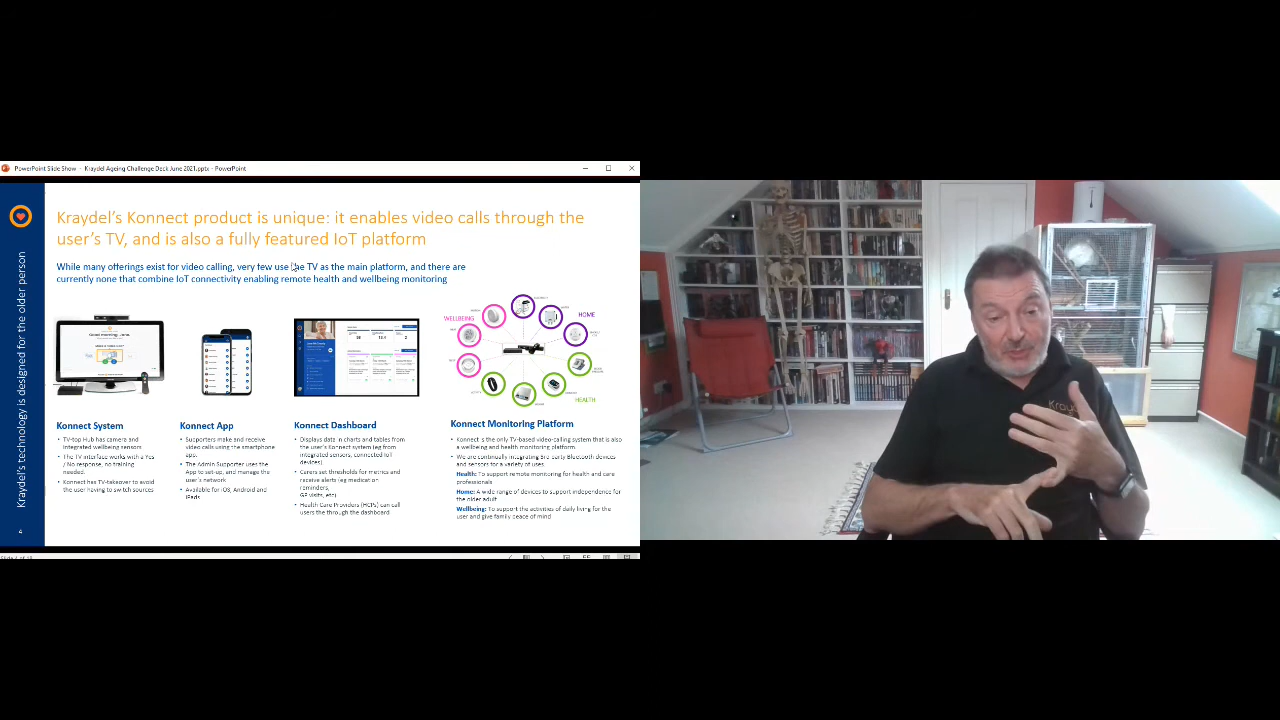 PowerPoint Slide Show - Kraydel Ageing Challenge Deck June 2021.pptx - PowerPoint
Kraydel's technology is designed for the older person
4
Kraydel's Konnect product is unique: it enables video calls through the
user's TV, and is also a fully featured IoT platform
While many offerings exist for video calling, very few use the TV as the main platform, and there are
currently none that combine IoT connectivity enabling remote health and wellbeing monitoring
Good morning, Jane
WELLBEING
HOME
HEALTH
Konnect System
• TV-top Hub has camera and
integrated wellbeing sensors
• The TV interface works with a Yes
/ No response, no training
needed.
• Konnect has TV-takeover to avoid
the user having to switch sources
Konnect App
• Supporters make and receive
video calls using the smartphone
app.
• The Admin Supporter uses the
App to set-up, and manage the
user's network
• Available for iOS, Android and
iPads
Konnect Dashboard
• Displays data in charts and tables from
the user's Konnect system (eg from
integrated sensors, connected IoT
devices).
• Carers set thresholds for metrics and
receive alerts (eg medication
reminders,
GP visits, etc)
• Health Care Providers (HCPs) can call
users the through the dashboard
Konnect Monitoring Platform
• Konnect is the only TV-based video-calling system that is also
a wellbeing and health monitoring platform.
• We are continually integrating 3rd party Bluetooth devices
and sensors for a variety of uses.
Health: To support remote monitoring for health and care
professionals
Home: A wide range of devices to support independence for
the older adult
Wellbeing: To support the activities of daily living for the
user and give family peace of mind